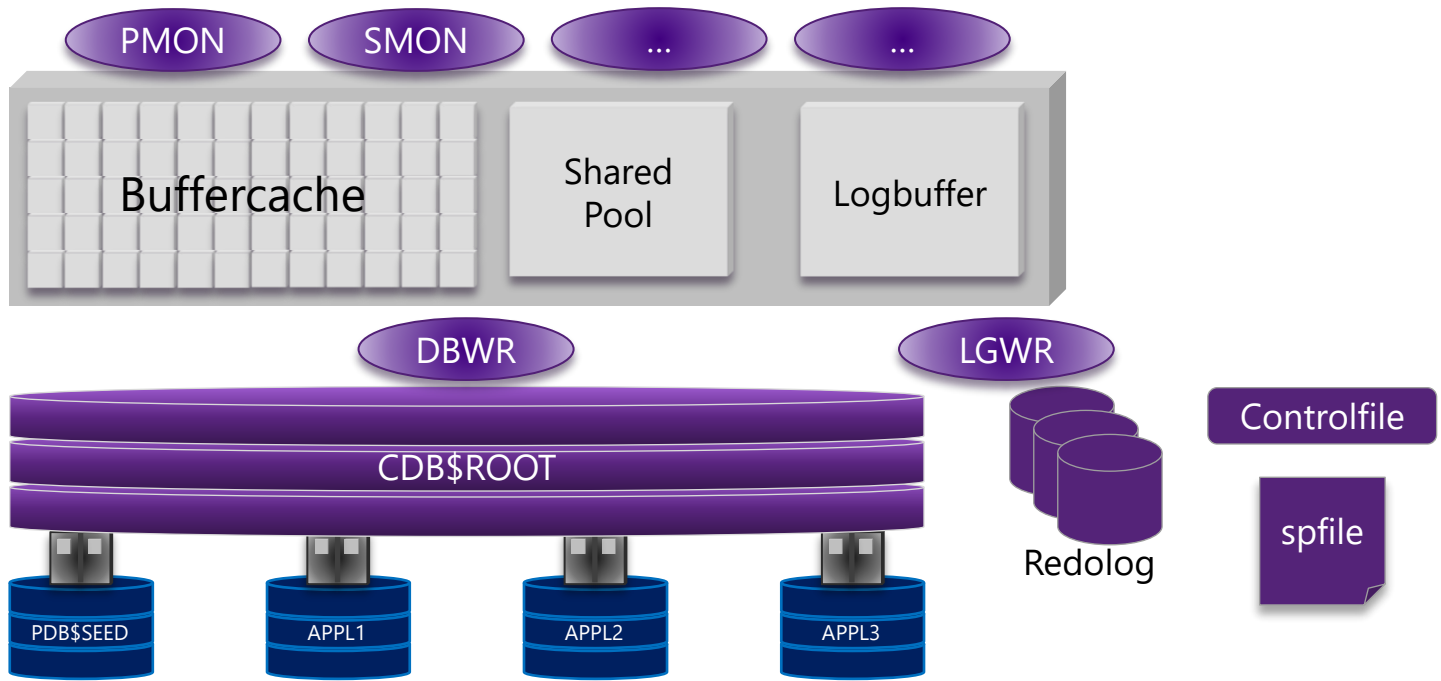 PMON
SMON
...
...
Buffercache
Shared
Pool
Logbuffer
DBWR
LGWR
CDB$ROOT
Controlfile
spfile
Redolog
PDB$SEED
APPL1
APPL2
APPL3